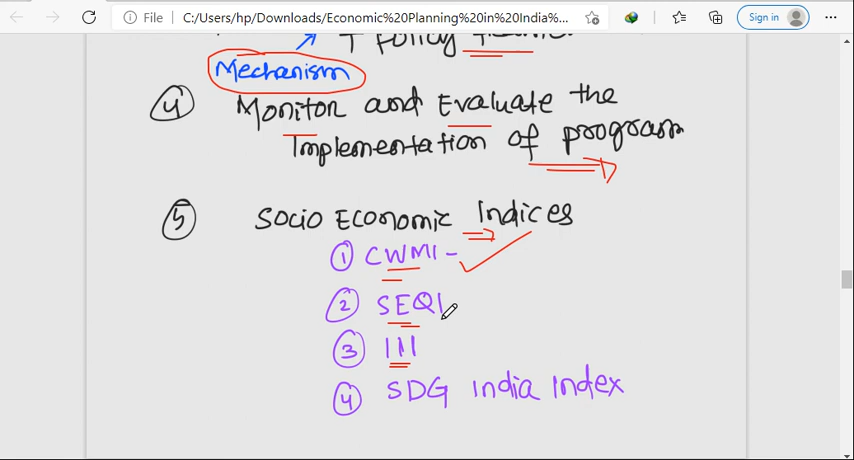 File
C:/Users/hp/Downloads/Economic%20Planning%20in%20India%...
Sign in
Policy
Mechanism
4 Monitor and Evaluate the
Implementation of program
5 Socio Economic Indices
1 CWMI -
2 SEQI
3 III
4 SDG India Index